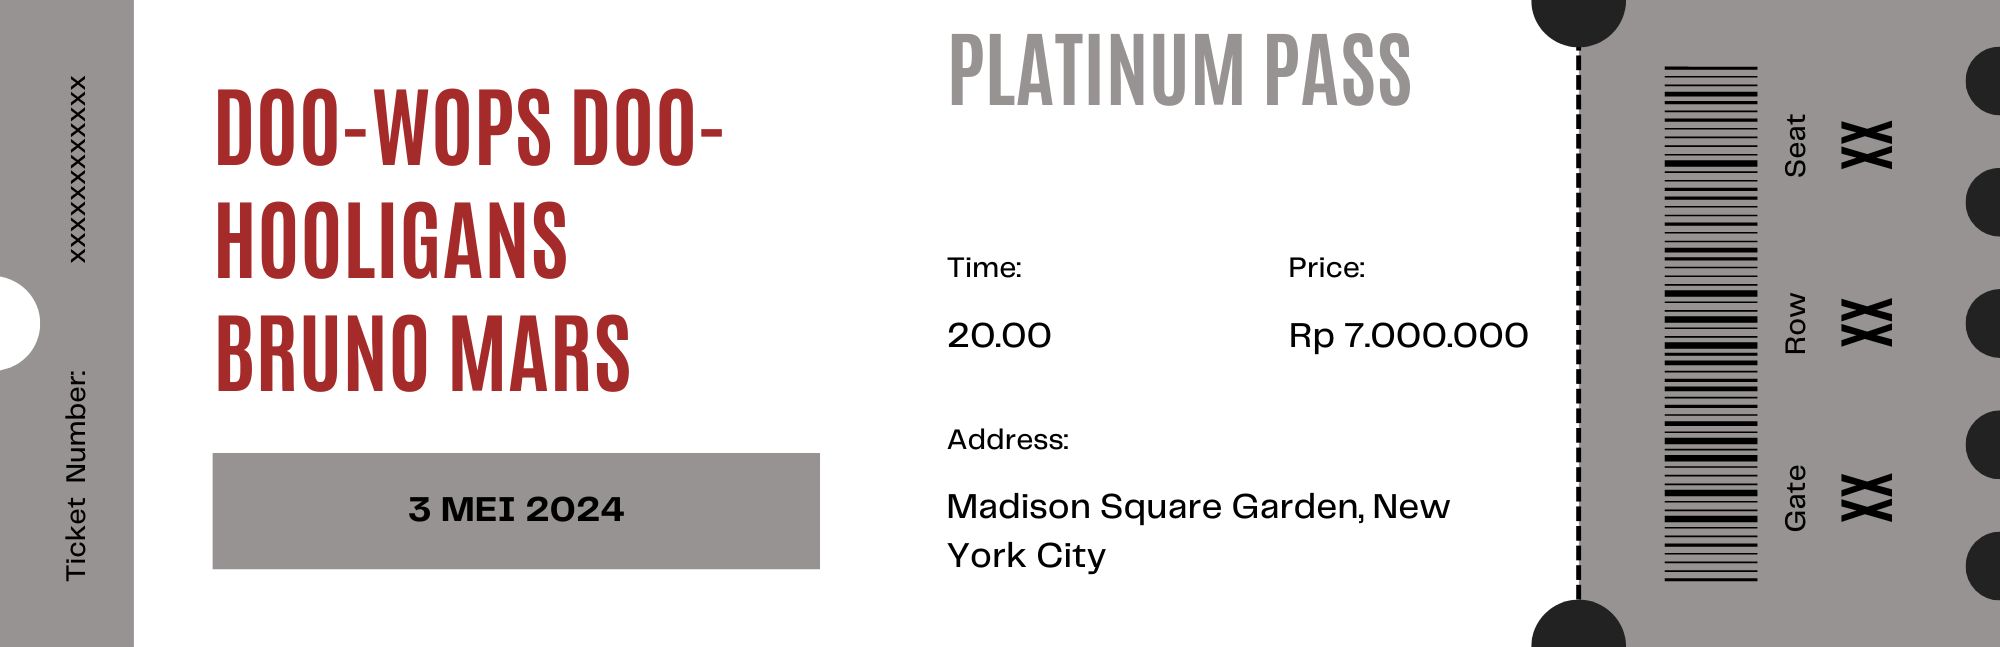 Ticket Number: xxxxxxxxxxxxx
DOO-WOPS DOO-
HOOLIGANS
BRUNO MARS
3 MEI 2024
PLATINUM PASS
Time:
20.00
Price:
Rp 7.000.000
Address:
Madison Square Garden, New
York City
Gate
XX
Row
XX
Seat
XX